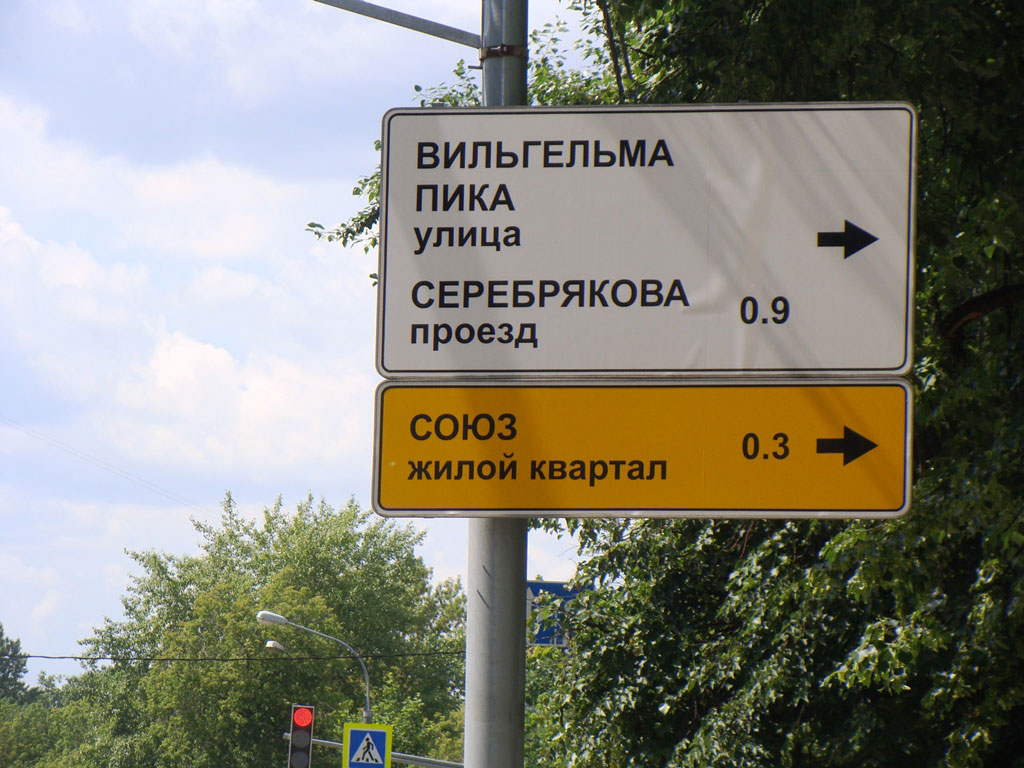 ВИЛЬГЕЛЬМА
ПИКА
улица
СЕРЕБРЯКОВА
проезд 0.9
СОЮЗ
жилой квартал 0.3